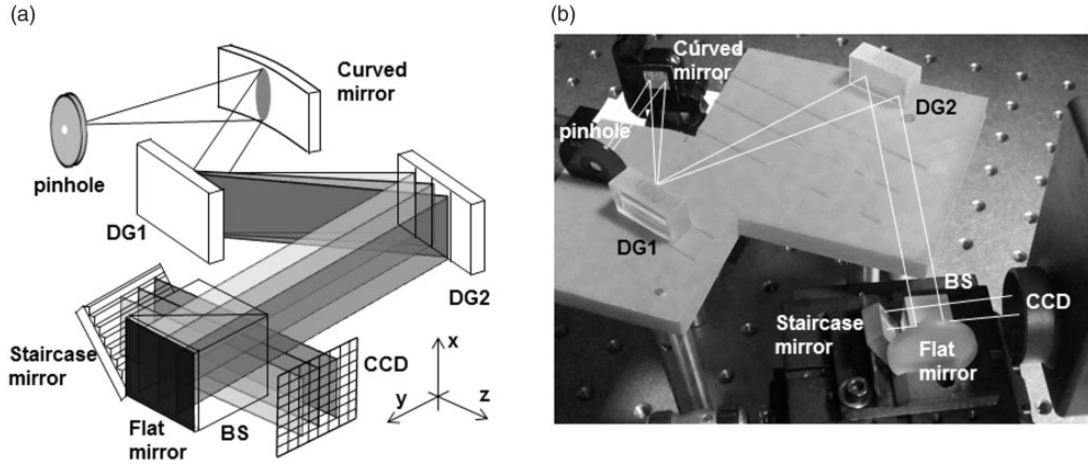 (a)
Curved
mirror
pinhole
DG1
DG2
Staircase
mirror
Flat
mirror
BS
CCD
x
y
z
(b)
Curved
mirror
pinhole
DG2
DG1
BS
CCD
Staircase
mirror
Flat
mirror